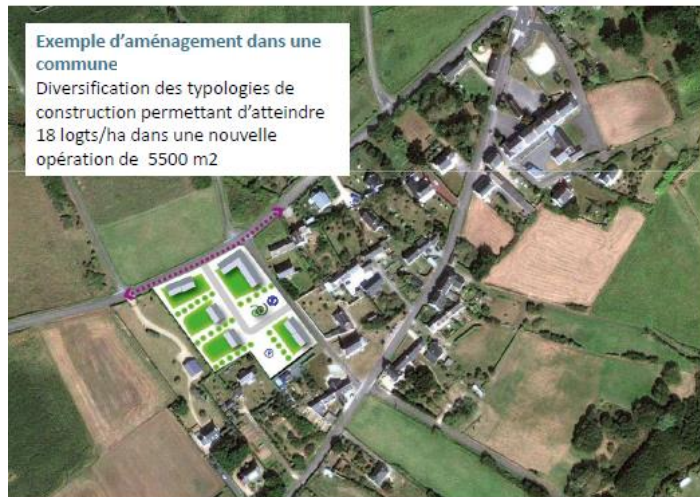 Exemple d'aménagement dans une
commune
Diversification des typologies de
construction permettant d'atteindre
18 logts/ha dans une nouvelle
opération de  5500 m2